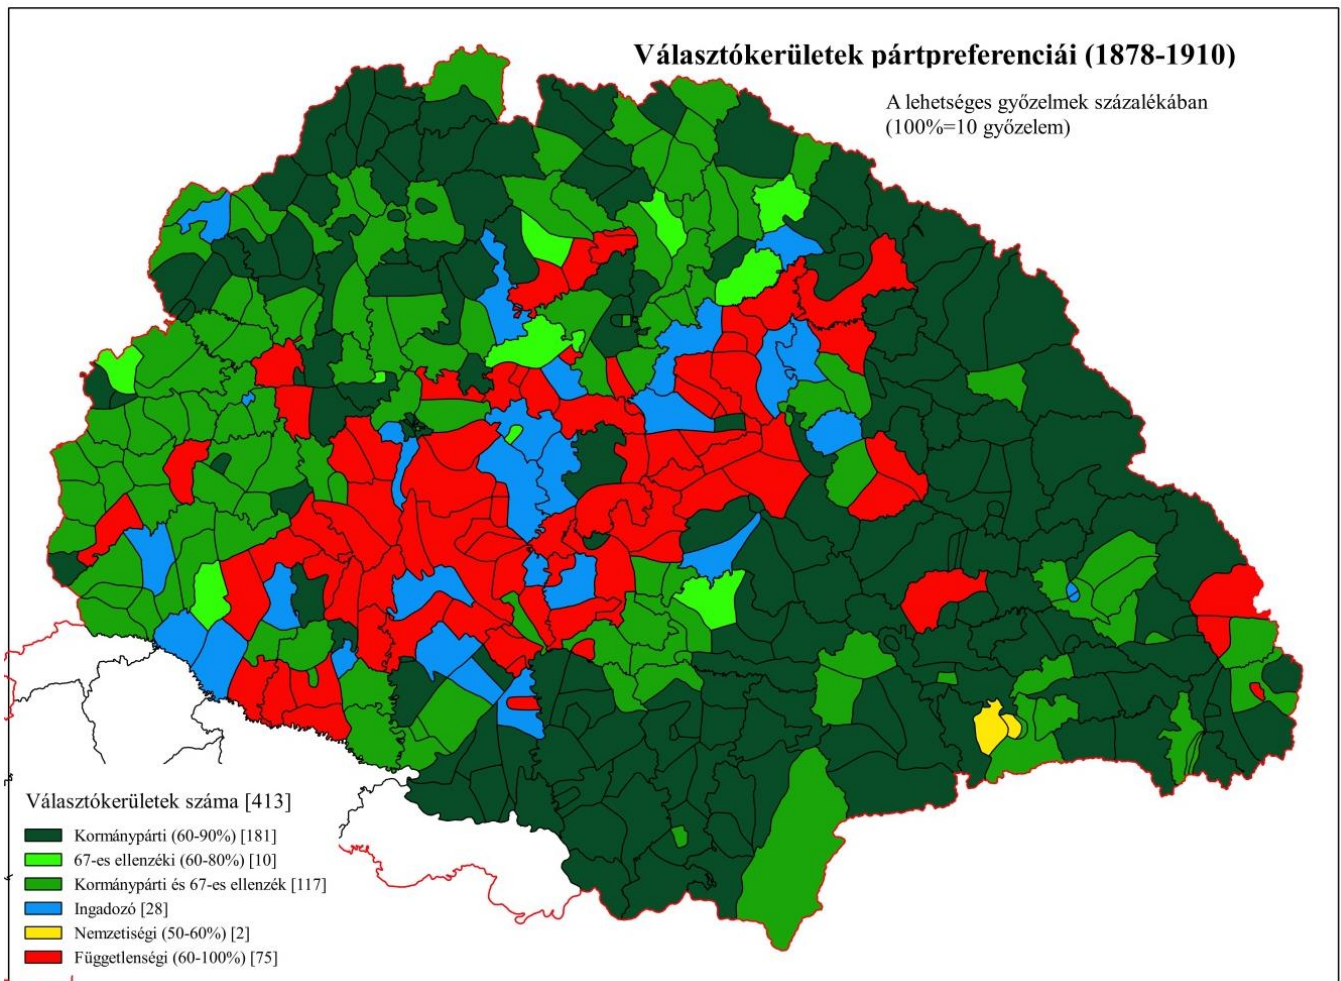 Választókerületek pártpreferenciái (1878-1910)
A lehetséges győzelmek százalékában
(100%=10 győzelem)
Választókerületek száma [413]
Kormánypárti (60-90%) [181]
67-es ellenzéki (60-80%) [10]
Kormánypárti és 67-es ellenzék [117]
Ingadozó [28]
Nemzetiségi (50-60%) [2]
Függetlenségi (60-100%) [75]